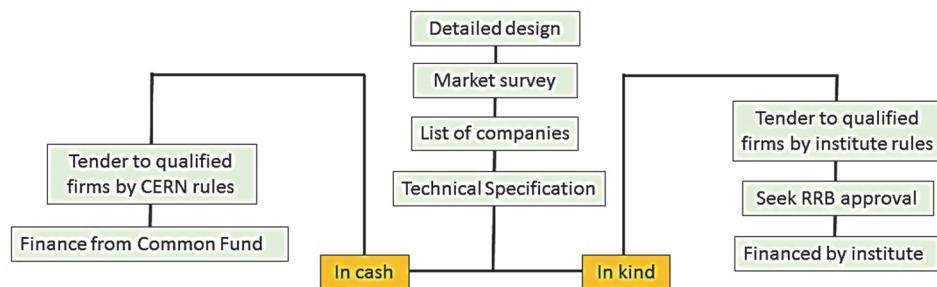 Detailed design
Market survey
List of companies
Technical Specification
In cash
In kind
Tender to qualified
firms by CERN rules
Finance from Common Fund
Tender to qualified
firms by institute rules
Seek RRB approval
Financed by institute